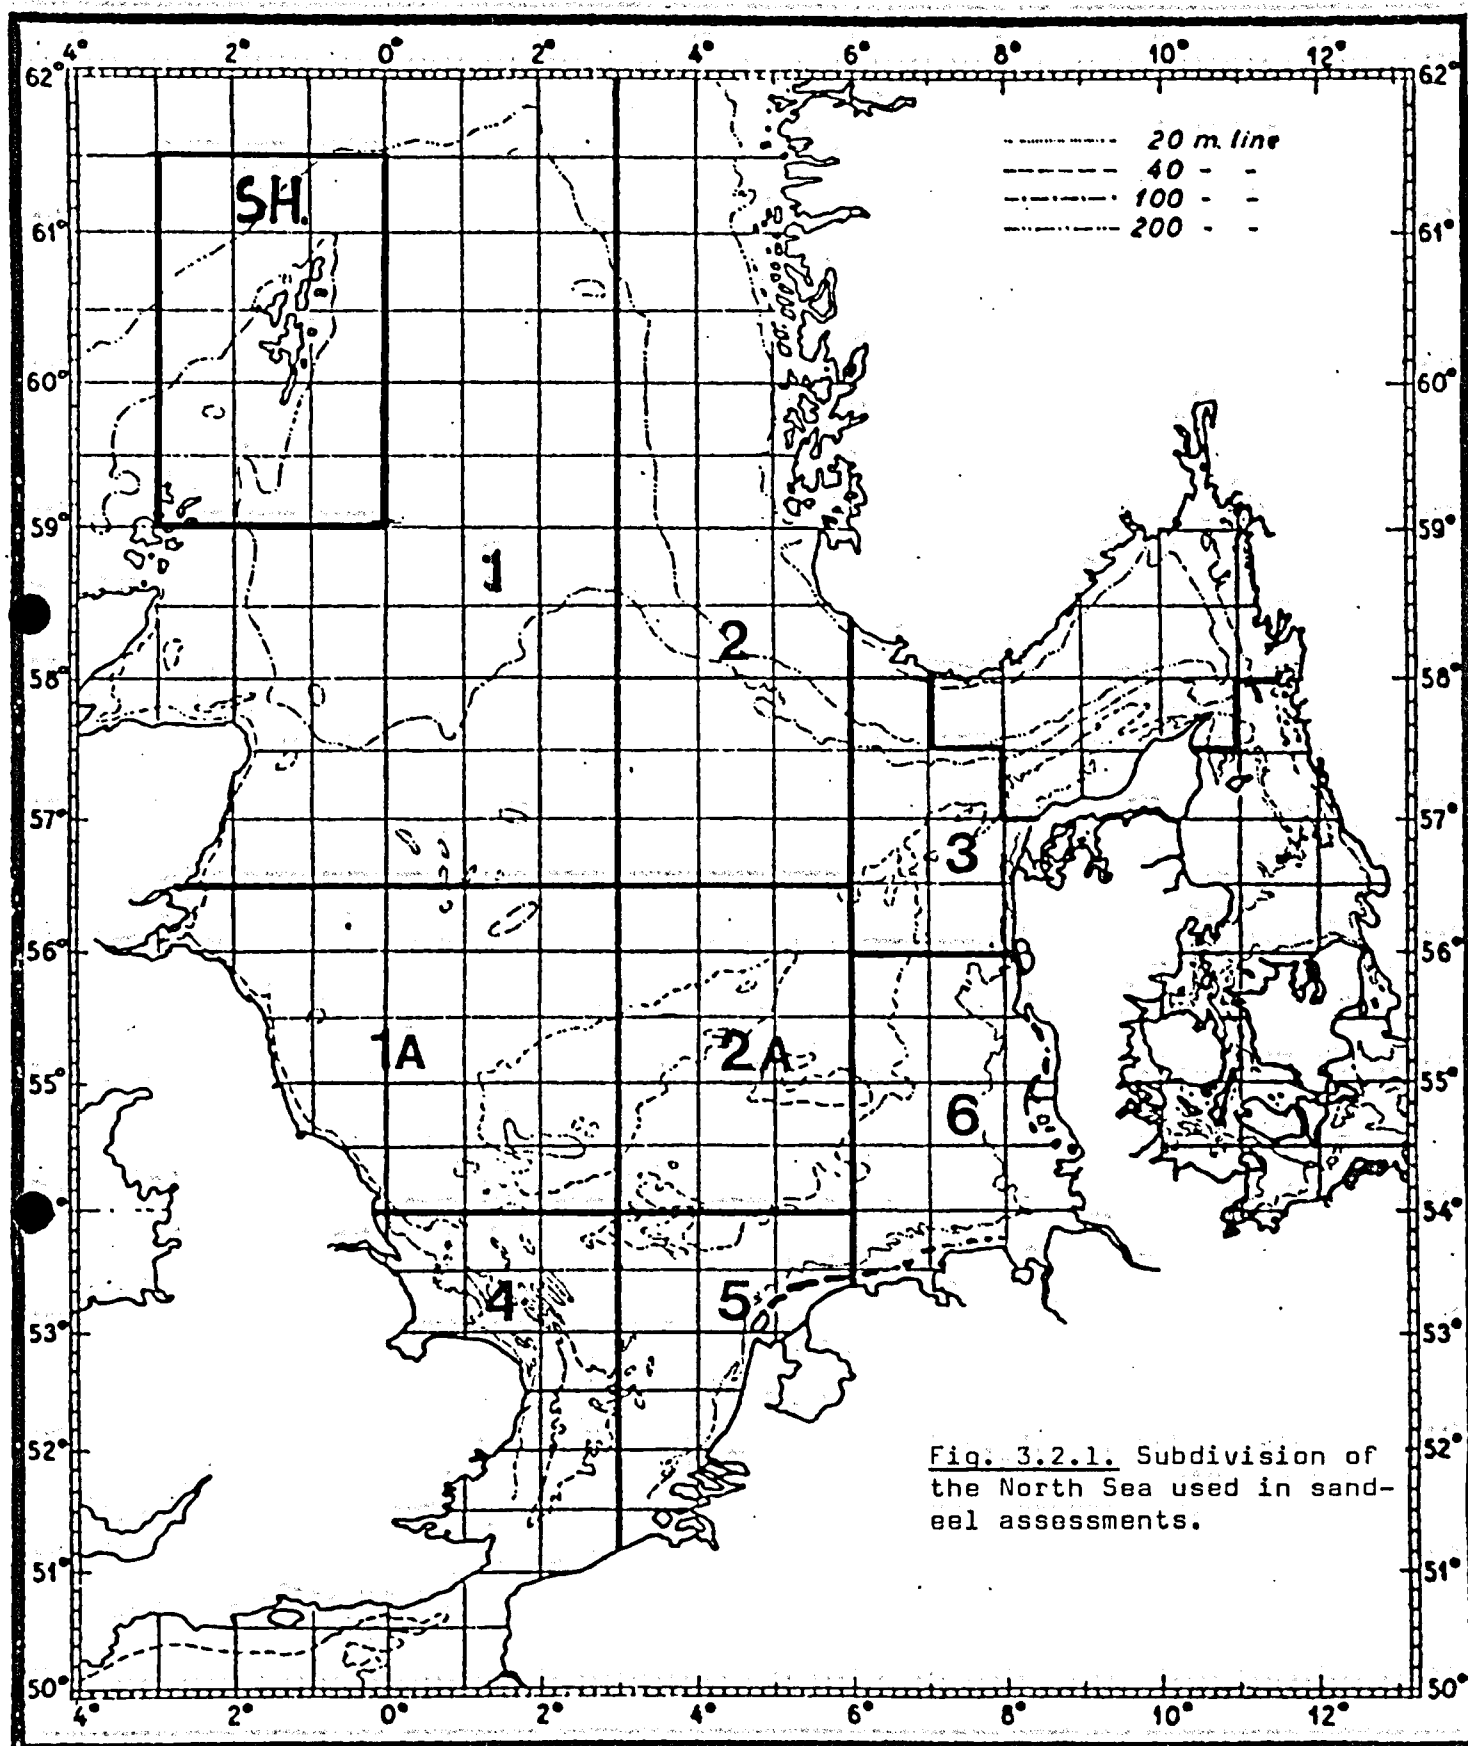 4° 2° 0° 2° 4° 6° 8° 10° 12°
62° 62°
20 m. line
40 - -
100 - -
200 - -
SH.
61° 61°
60° 60°
59° 59°
1
2
58° 58°
57° 57°
3
56° 56°
1A 2A
55° 55°
6
54° 54°
4 5
53° 53°
52° 52°
Fig. 3.2.1. Subdivision of
the North Sea used in sand-
eel assessments.
51° 51°
50° 50°
4° 2° 0° 2° 4° 6° 8° 10° 12°